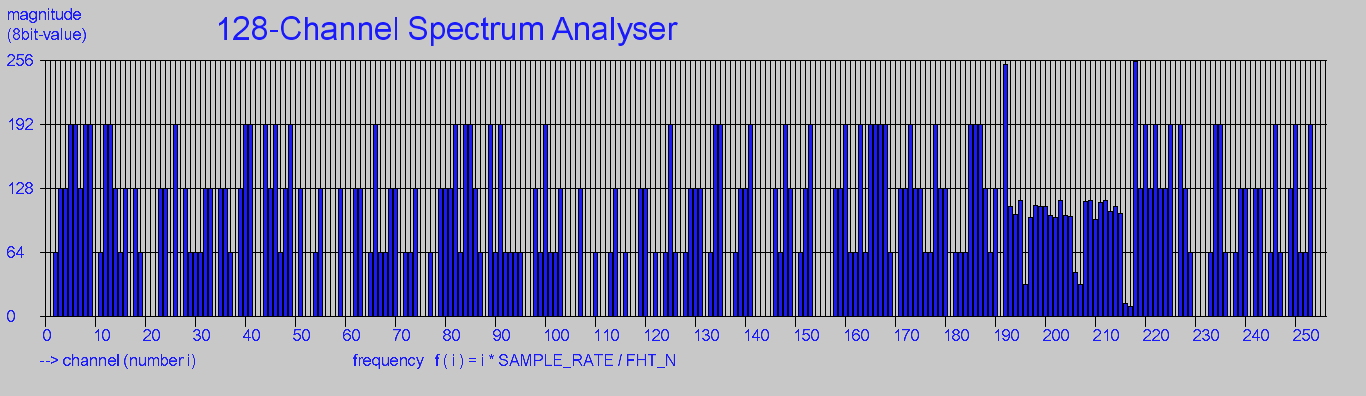 magnitude
(8bit-value)
128-Channel Spectrum Analyser
256
192
128
64
0
0 10 20 30 40 50 60 70 80 90 100 110 120 130 140 150 160 170 180 190 200 210 220 230 240 250
--> channel (number i) frequency f ( i ) = i * SAMPLE_RATE / FHT_N